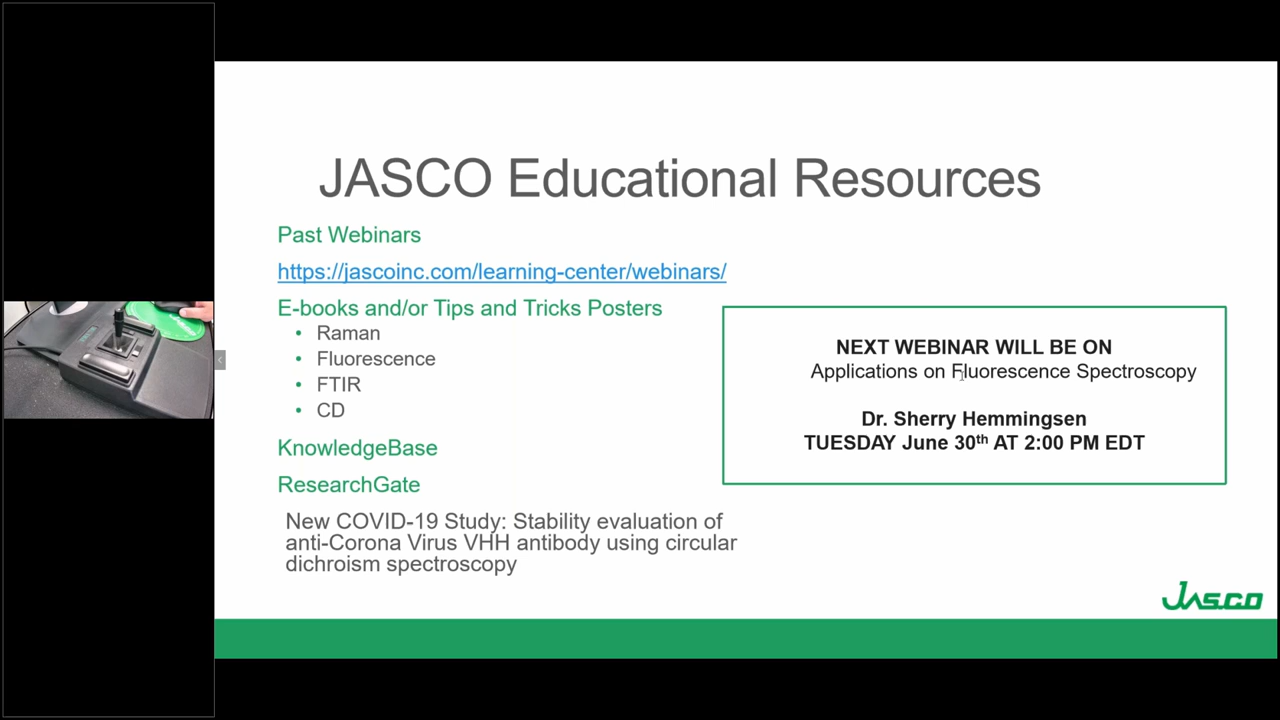 JASCO Educational Resources
Past Webinars
https://jascoinc.com/learning-center/webinars/
E-books and/or Tips and Tricks Posters
• Raman
• Fluorescence
• FTIR
• CD
KnowledgeBase
ResearchGate
New COVID-19 Study: Stability evaluation of
anti-Corona Virus VHH antibody using circular
dichroism spectroscopy
NEXT WEBINAR WILL BE ON
Applications on Fluorescence Spectroscopy
Dr. Sherry Hemmingsen
TUESDAY June 30th AT 2:00 PM EDT
JASCO